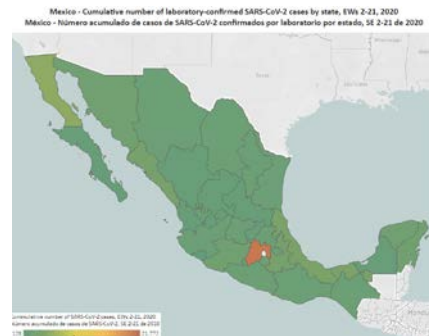 Mexico - Cumulative number of laboratory-confirmed SARS-CoV-2 cases by state, EWs 2-21, 2020
México - Número acumulado de casos de SARS-CoV-2 confirmados por laboratorio por estado, SE 2-21 de 2020
Cumulative number of SARS-CoV-2 cases, EWs 2-21, 2020
Número acumulado de casos de SARS-CoV-2, SE 2-21 de 2020